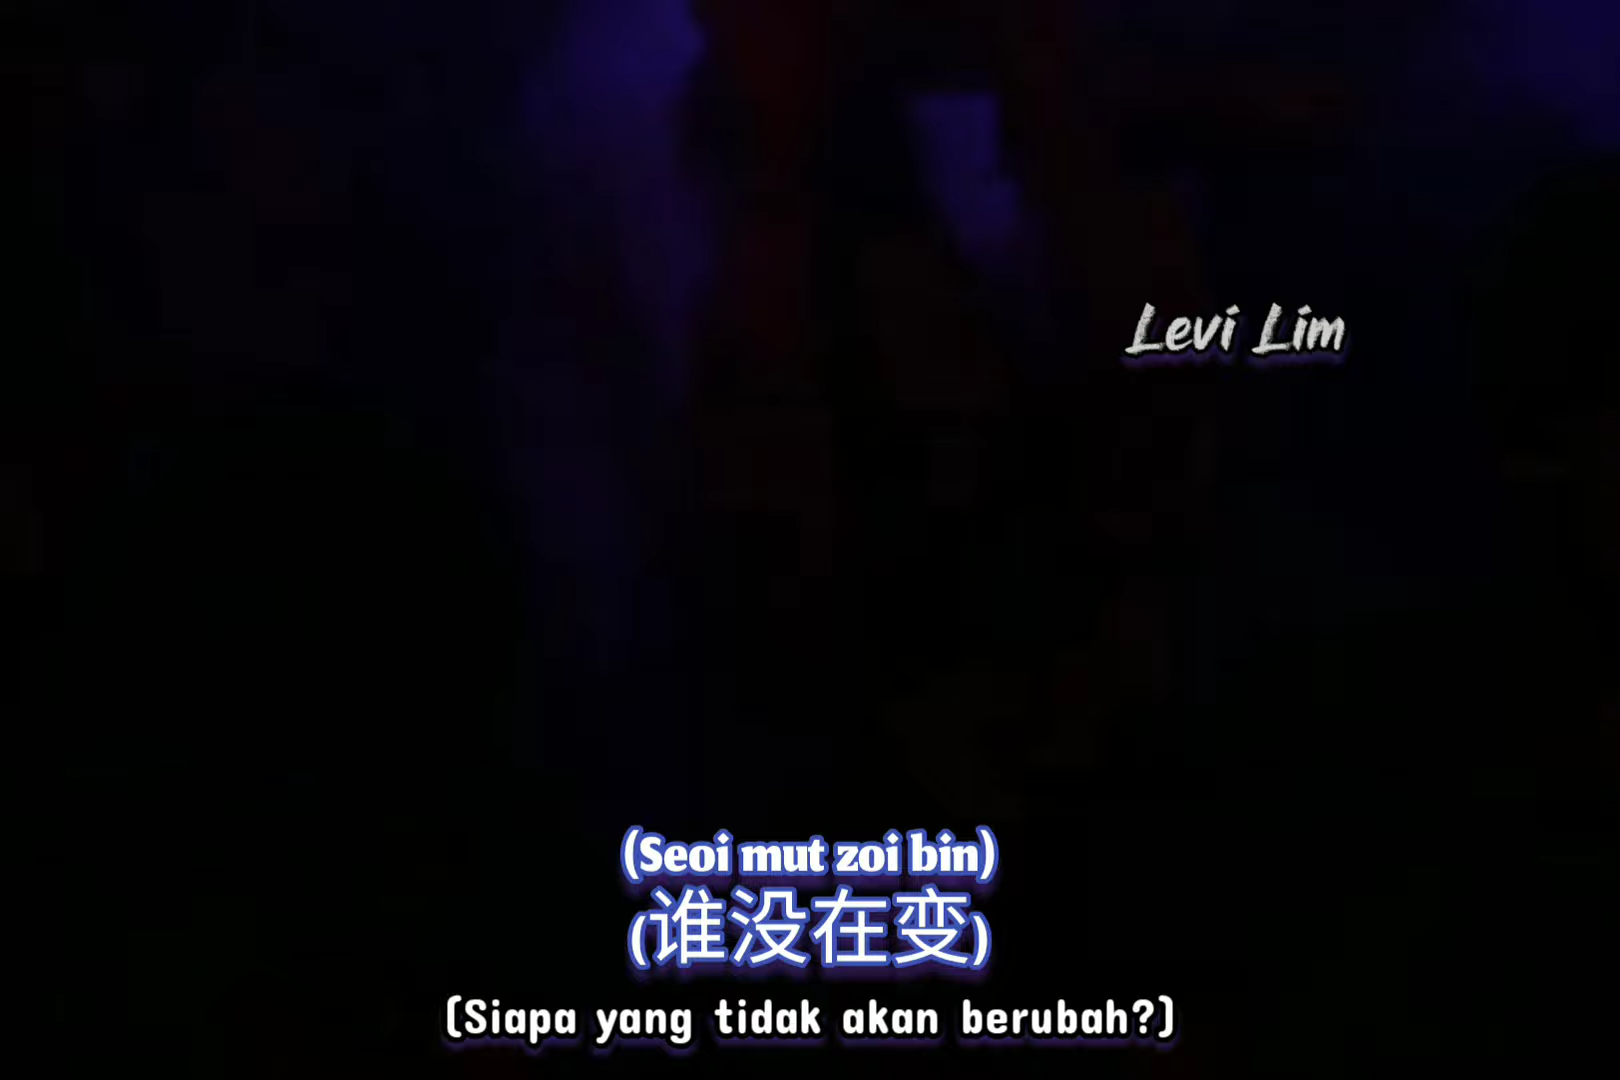 Levi Lim
(Seoi mut zoi bin)
(谁没在变)
(Siapa yang tidak akan berubah?)